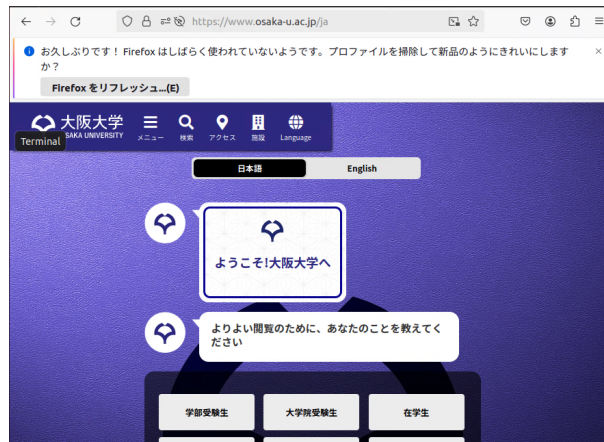 https://www.osaka-u.ac.jp/ja
お久しぶりです！ Firefox はしばらく使われていないようです。プロファイルを掃除して新品のようにきれいにします
か？
Firefox をリフレッシュ...(E)
大阪大学
SAKA UNIVERSITY
Terminal
メニュー
検索
アクセス
施設
Language
日本語
English
ようこそ!大阪大学へ
よりよい閲覧のために、あなたのことを教えてく
ださい
学部受験生
大学院受験生
在学生